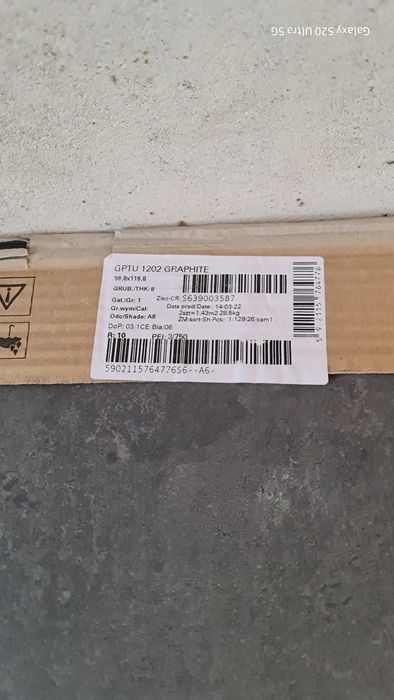 Galaxy S20 Ultra 5G
GPTU 1202 GRAPHITE
59.8x119.8
GRUB./THK: 8
Gat./Gr: 1 Zlec-CR: S639003587
Gr.wym/Cal: Data prod/Date: 14-03-22
Odc/Shade: A6 2szt=1,43m2 28.5kg
ZM/sort-Sh-Pck: 1-129/26/cam1
DoP: 03/1CE/BIa/06
R: 10 PEI: 3/750
5902115764776S6--A6-
5902115764776